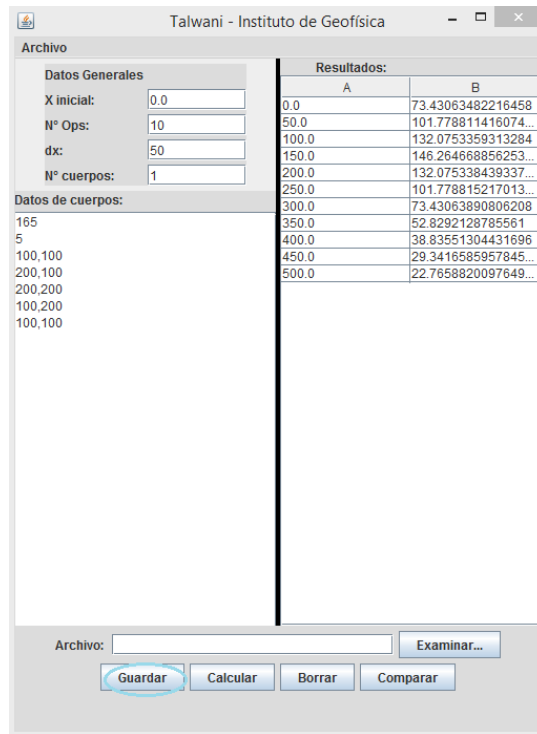 Talwani - Instituto de Geofísica
Archivo
Datos Generales
X inicial: 0.0
N° Ops: 10
dx: 50
N° cuerpos: 1
Datos de cuerpos:
165
5
100,100
200,100
200,200
100,200
100,100
Resultados:
A B
0.0 73.43063482216458
50.0 101.778811416074...
100.0 132.0753359313284
150.0 146.264668856253...
200.0 132.075338439337...
250.0 101.778815217013...
300.0 73.43063890806208
350.0 52.8292128785561
400.0 38.83551304431696
450.0 29.3416585957845...
500.0 22.7658820097649...
Archivo:
Examinar...
Guardar Calcular Borrar Comparar